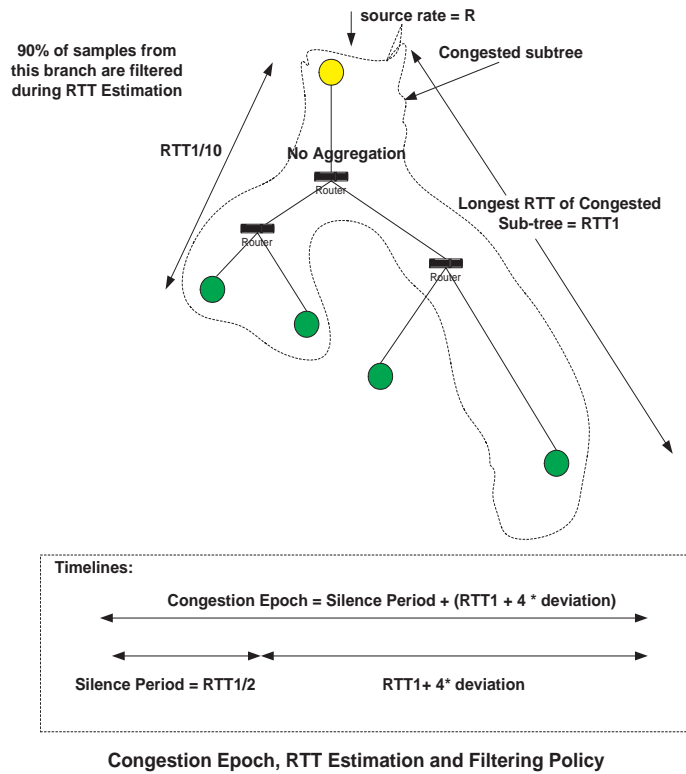 source rate = R
90% of samples from
this branch are filtered
during RTT Estimation
Congested subtree
RTT1/10
No Aggregation
Router
Longest RTT of Congested
Sub-tree = RTT1
Router
Router
Timelines:
Congestion Epoch = Silence Period + (RTT1 + 4 * deviation)
Silence Period = RTT1/2
RTT1+ 4* deviation
Congestion Epoch, RTT Estimation and Filtering Policy